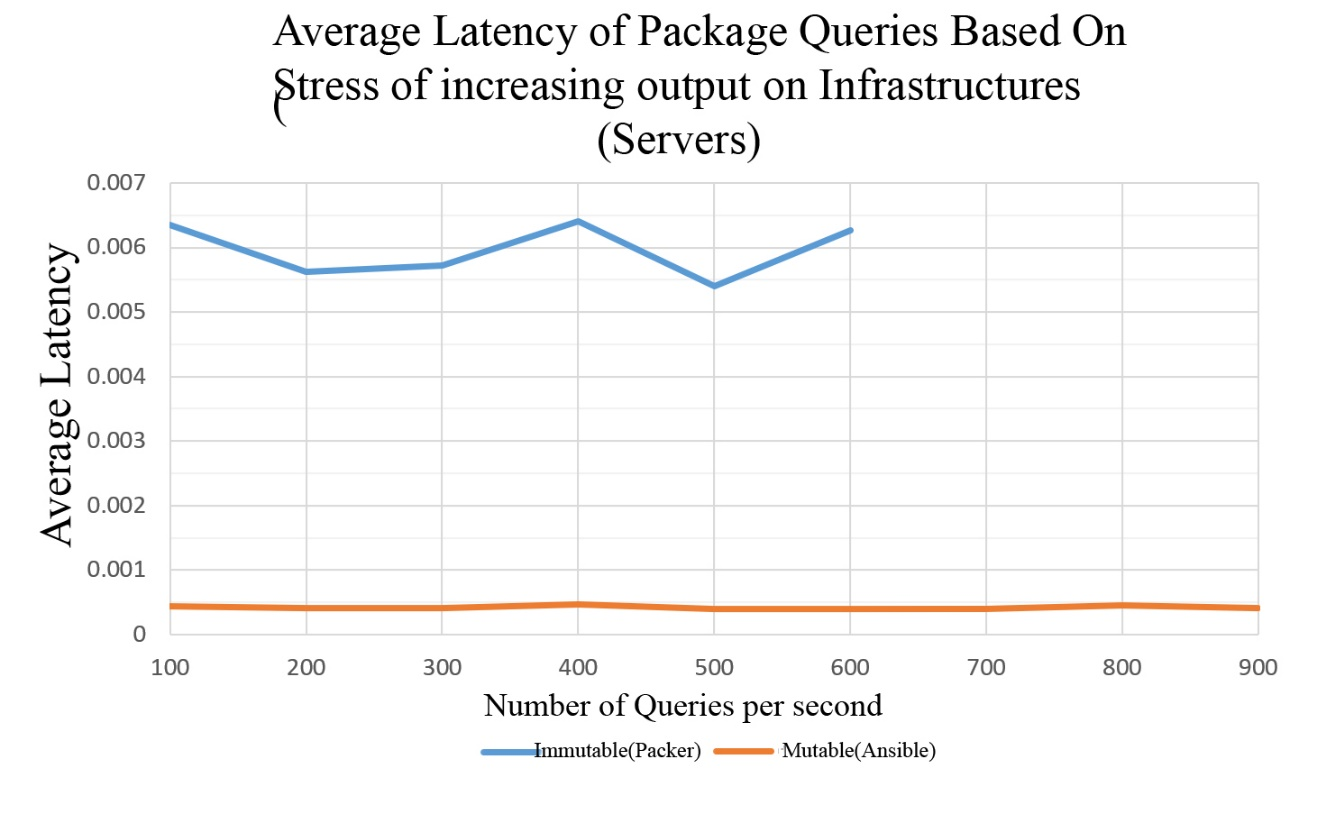 Average Latency of Package Queries Based On
Stress of increasing output on Infrastructures
(
(Servers)
0.007
0.006
0.005
0.004
0.003
0.002
0.001
0
Average Latency
100 200 300 400 500 600 700 800 900
Number of Queries per second
Immutable(Packer) Mutable(Ansible)